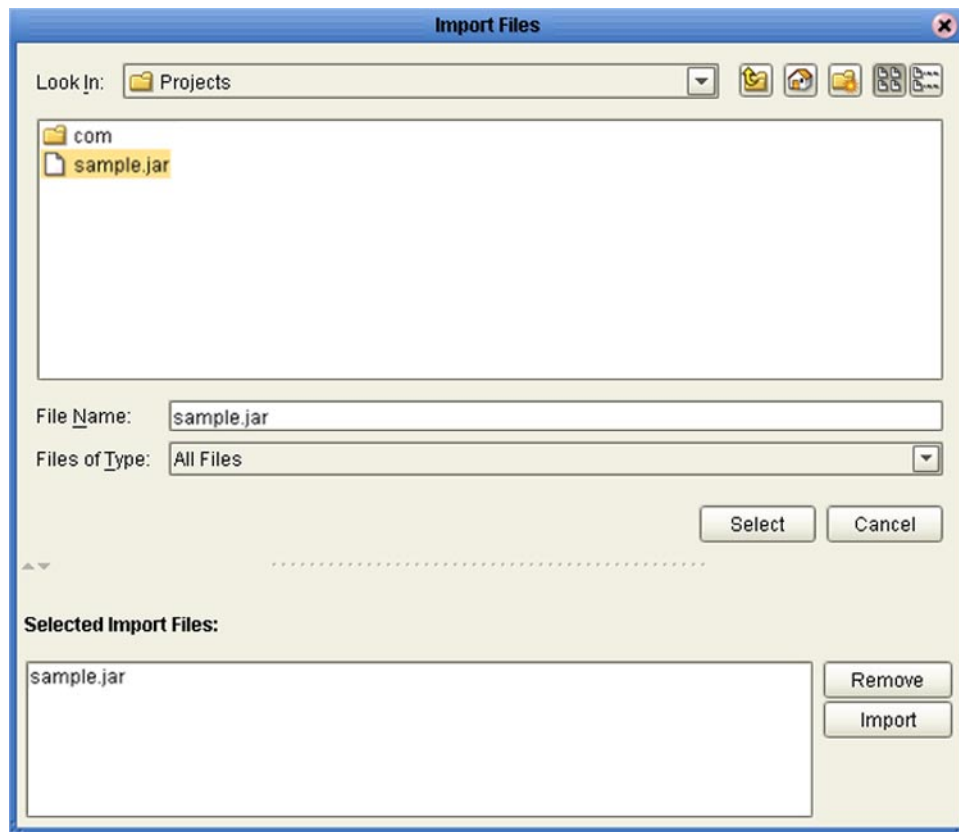 Import Files
Look In: Projects
com
sample.jar
File Name: sample.jar
Files of Type: All Files
Select Cancel
Selected Import Files:
sample.jar
Remove
Import